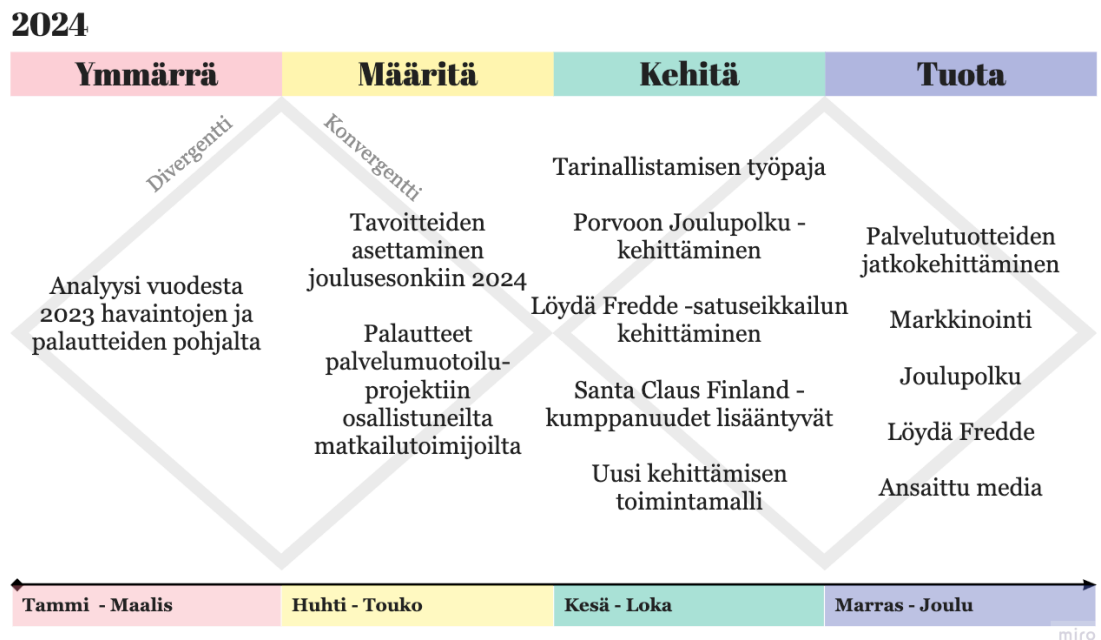 2024
Ymmärrä
Määritä
Kehitä
Tuota
Divergentti
Konvergentti
Analyysi vuodesta
2023 havaintojen ja
palautteiden pohjalta
Tavoitteiden
asettaminen
joulusesonkiin 2024
Palautteet
palvelumuotoilu-
projektiin
osallistuneilta
matkailutoimijoilta
Tarinallistamisen työpaja
Porvoon Joulupolku -
kehittäminen
Löydä Fredde -satuseikkailun
kehittäminen
Santa Claus Finland -
kumppanuudet lisääntyvät
Uusi kehittämisen
toimintamalli
Palvelutuotteiden
jatkokehittäminen
Markkinointi
Joulupolku
Löydä Fredde
Ansaittu media
Tammi - Maalis
Huhti - Touko
Kesä - Loka
Marras - Joulu
miro